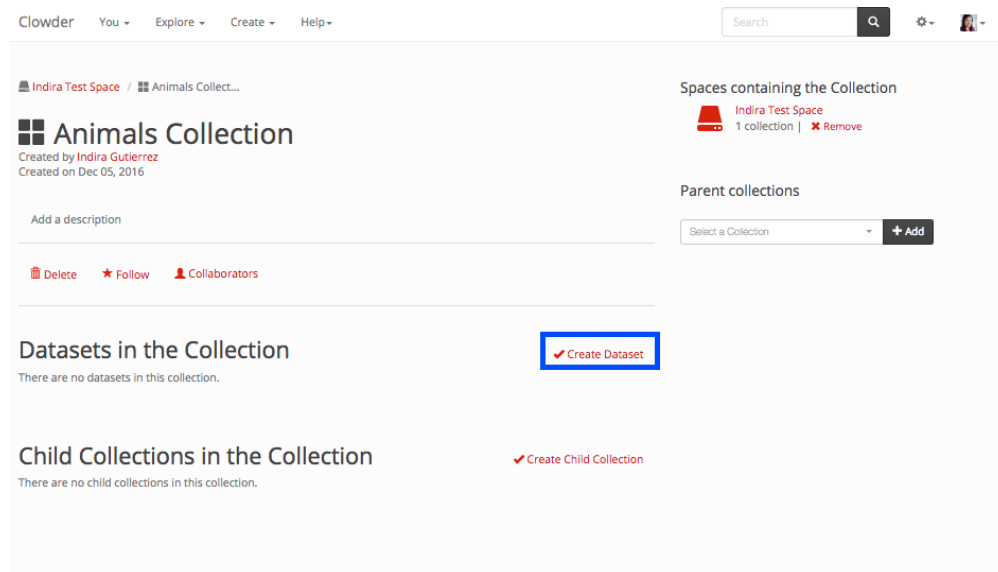 Clowder You Explore Create Help Search
Indira Test Space / Animals Collect...
Animals Collection
Created by Indira Gutierrez
Created on Dec 05, 2016
Add a description
Delete Follow Collaborators
Datasets in the Collection
Create Dataset
There are no datasets in this collection.
Child Collections in the Collection
Create Child Collection
There are no child collections in this collection.
Spaces containing the Collection
Indira Test Space
1 collection | Remove
Parent collections
Select a Collection
Add